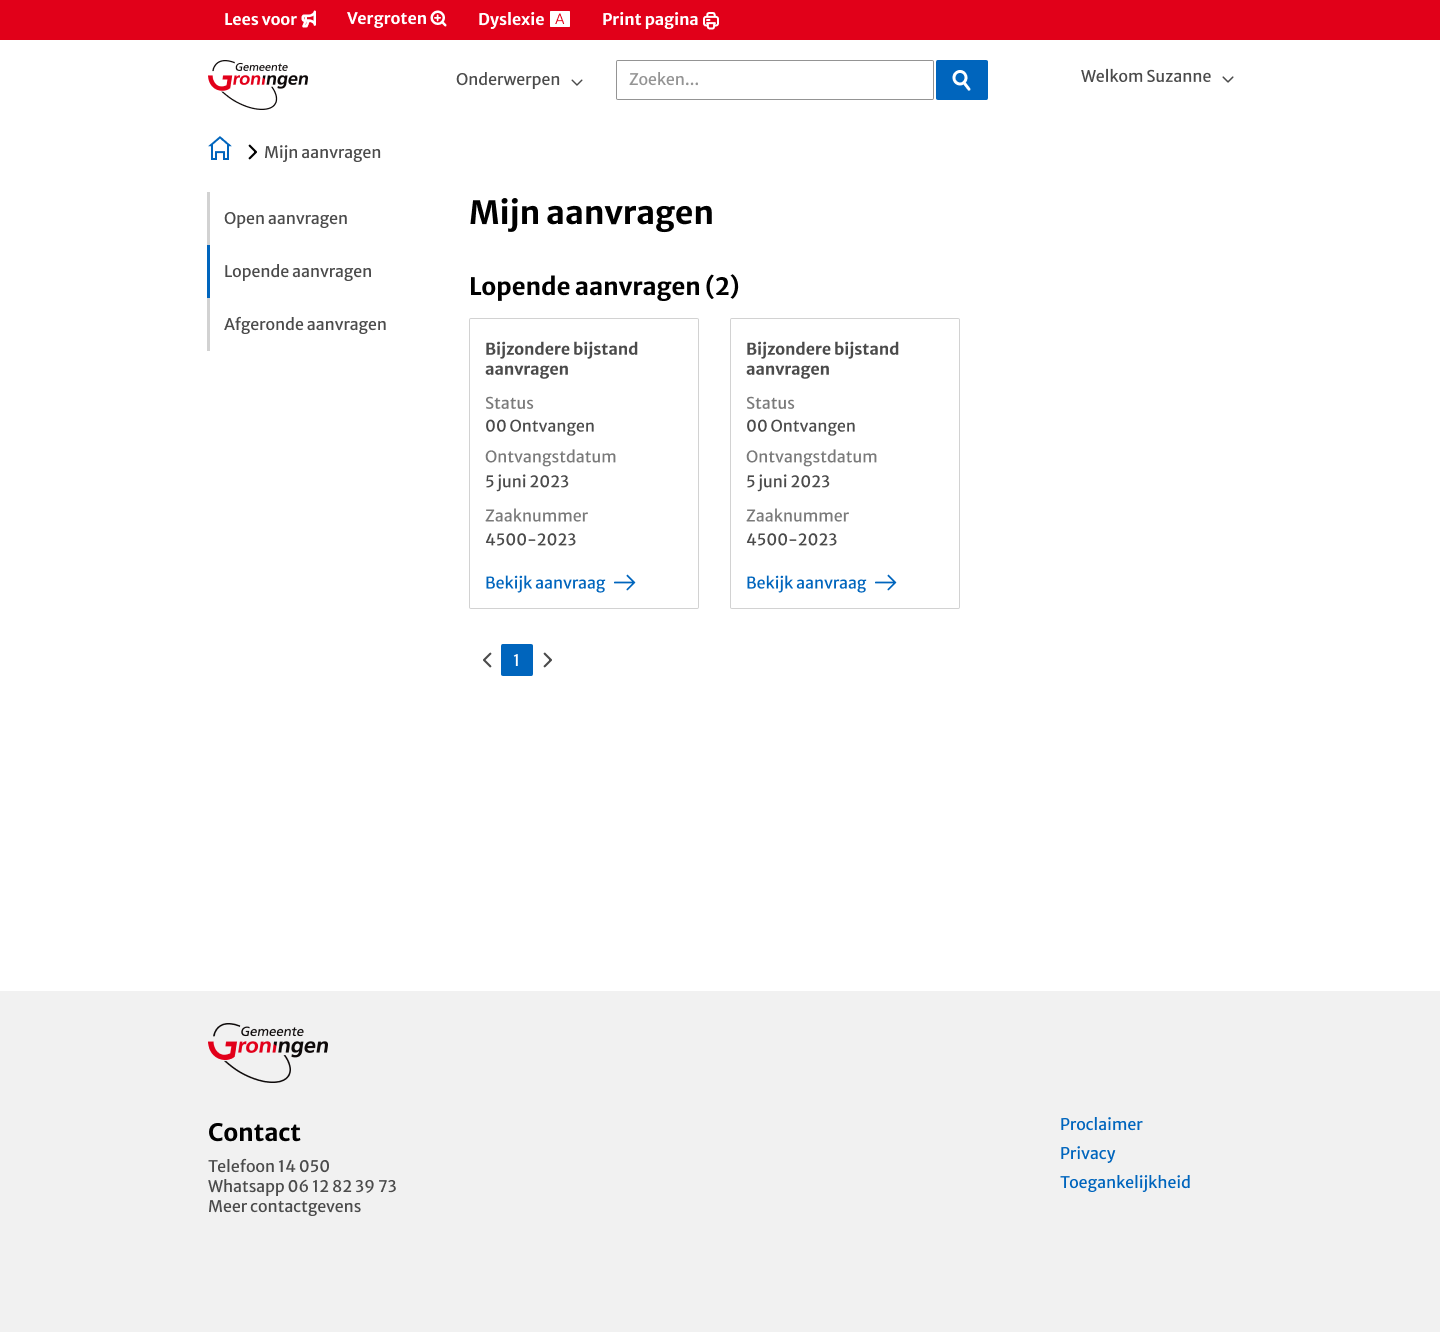 Lees voor
Vergroten
Dyslexie A
Print pagina
Gemeente
Groningen
Onderwerpen
Zoeken...
Welkom Suzanne
Mijn aanvragen
Open aanvragen
Lopende aanvragen
Afgeronde aanvragen
Mijn aanvragen
Lopende aanvragen (2)
Bijzondere bijstand
aanvragen
Status
00 Ontvangen
Ontvangstdatum
5 juni 2023
Zaaknummer
4500-2023
Bekijk aanvraag
Bijzondere bijstand
aanvragen
Status
00 Ontvangen
Ontvangstdatum
5 juni 2023
Zaaknummer
4500-2023
Bekijk aanvraag
1
Gemeente
Groningen
Contact
Telefoon 14 050
Whatsapp 06 12 82 39 73
Meer contactgevens
Proclaimer
Privacy
Toegankelijkheid